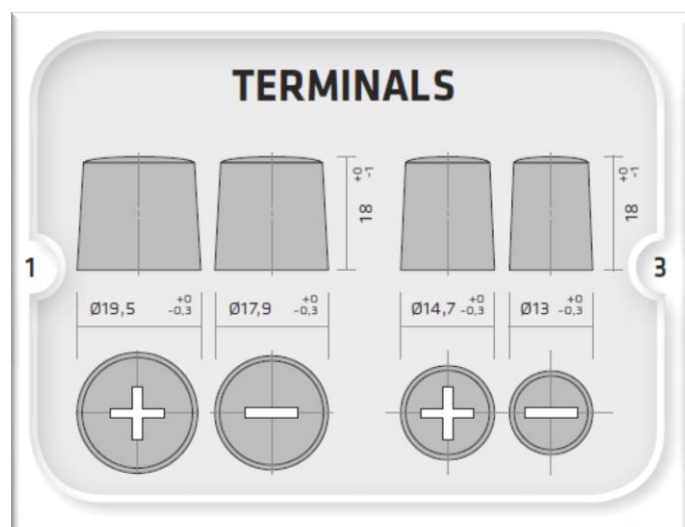 TERMINALS
18 +0 -1
18 +0 -1
1
3
Ø19,5 +0 -0,3
Ø17,9 +0 -0,3
Ø14,7 +0 -0,3
Ø13 +0 -0,3